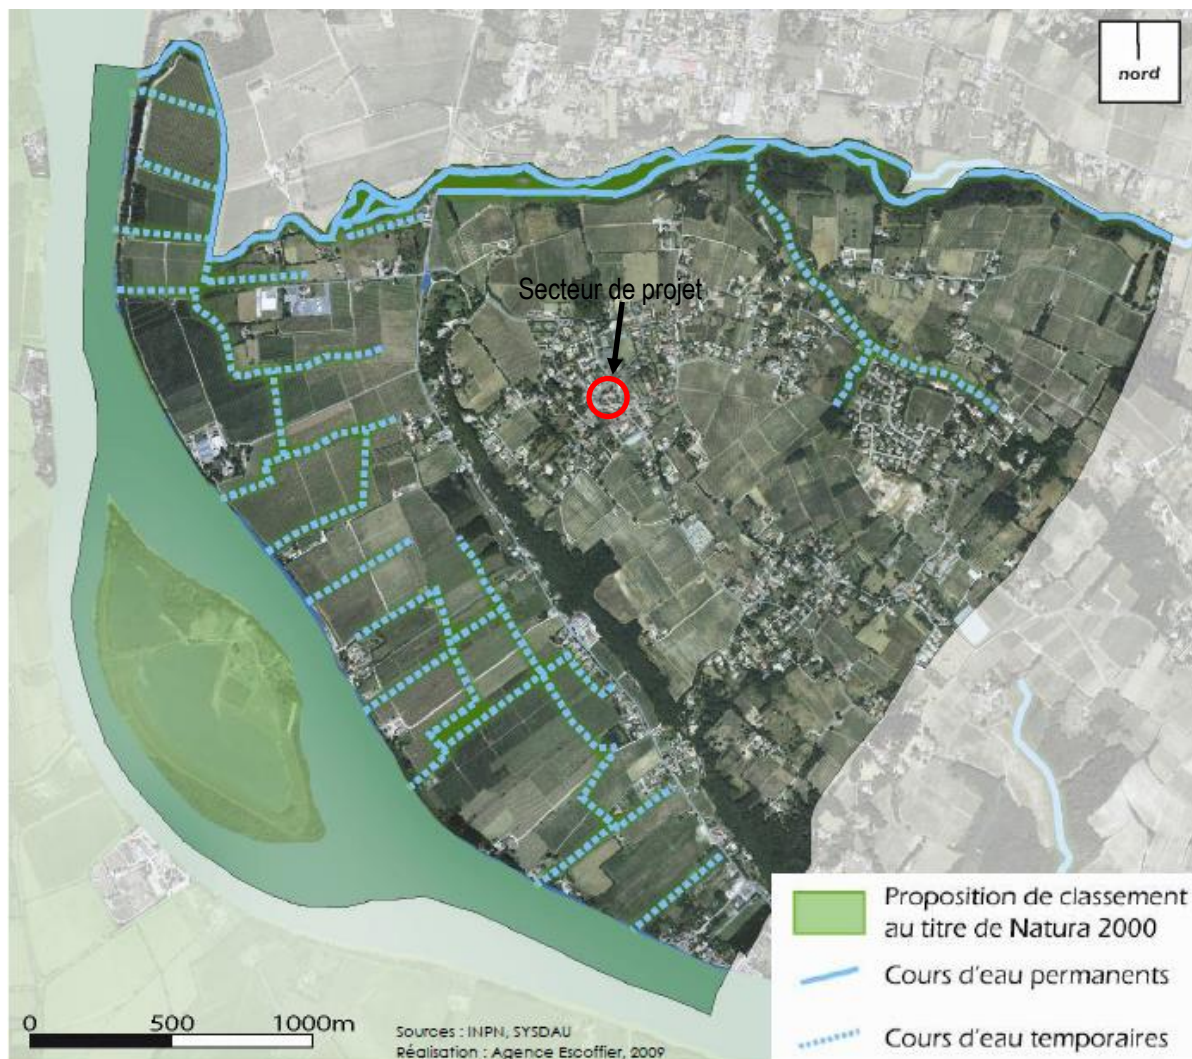 nord
Secteur de projet
Proposition de classement
au titre de Natura 2000
Cours d'eau permanents
Cours d'eau temporaires
0 500 1000m
Sources : INPN, SYSDAU
Réalisation : Agence Escoffier, 2009